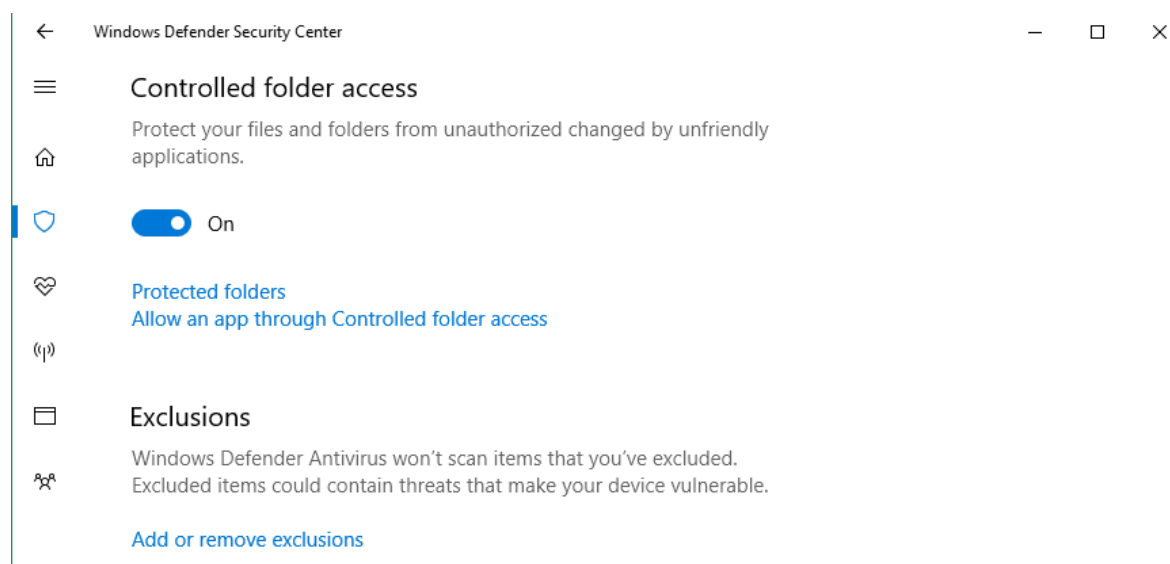 Windows Defender Security Center
Controlled folder access
Protect your files and folders from unauthorized changed by unfriendly
applications.
On
Protected folders
Allow an app through Controlled folder access
Exclusions
Windows Defender Antivirus won't scan items that you've excluded.
Excluded items could contain threats that make your device vulnerable.
Add or remove exclusions